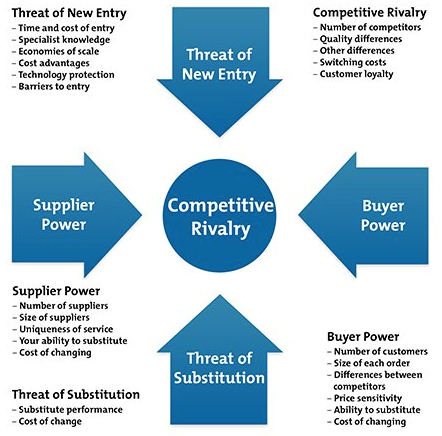 Threat of New Entry
– Time and cost of entry
– Specialist knowledge
– Economies of scale
– Cost advantages
– Technology protection
– Barriers to entry
Threat of
New Entry
Competitive Rivalry
– Number of competitors
– Quality differences
– Other differences
– Switching costs
– Customer loyalty
Supplier
Power
Competitive
Rivalry
Buyer
Power
Supplier Power
– Number of suppliers
– Size of suppliers
– Uniqueness of service
– Your ability to substitute
– Cost of changing
Threat of Substitution
– Substitute performance
– Cost of change
Threat of
Substitution
Buyer Power
– Number of customers
– Size of each order
– Differences between
competitors
– Price sensitivity
– Ability to substitute
– Cost of changing